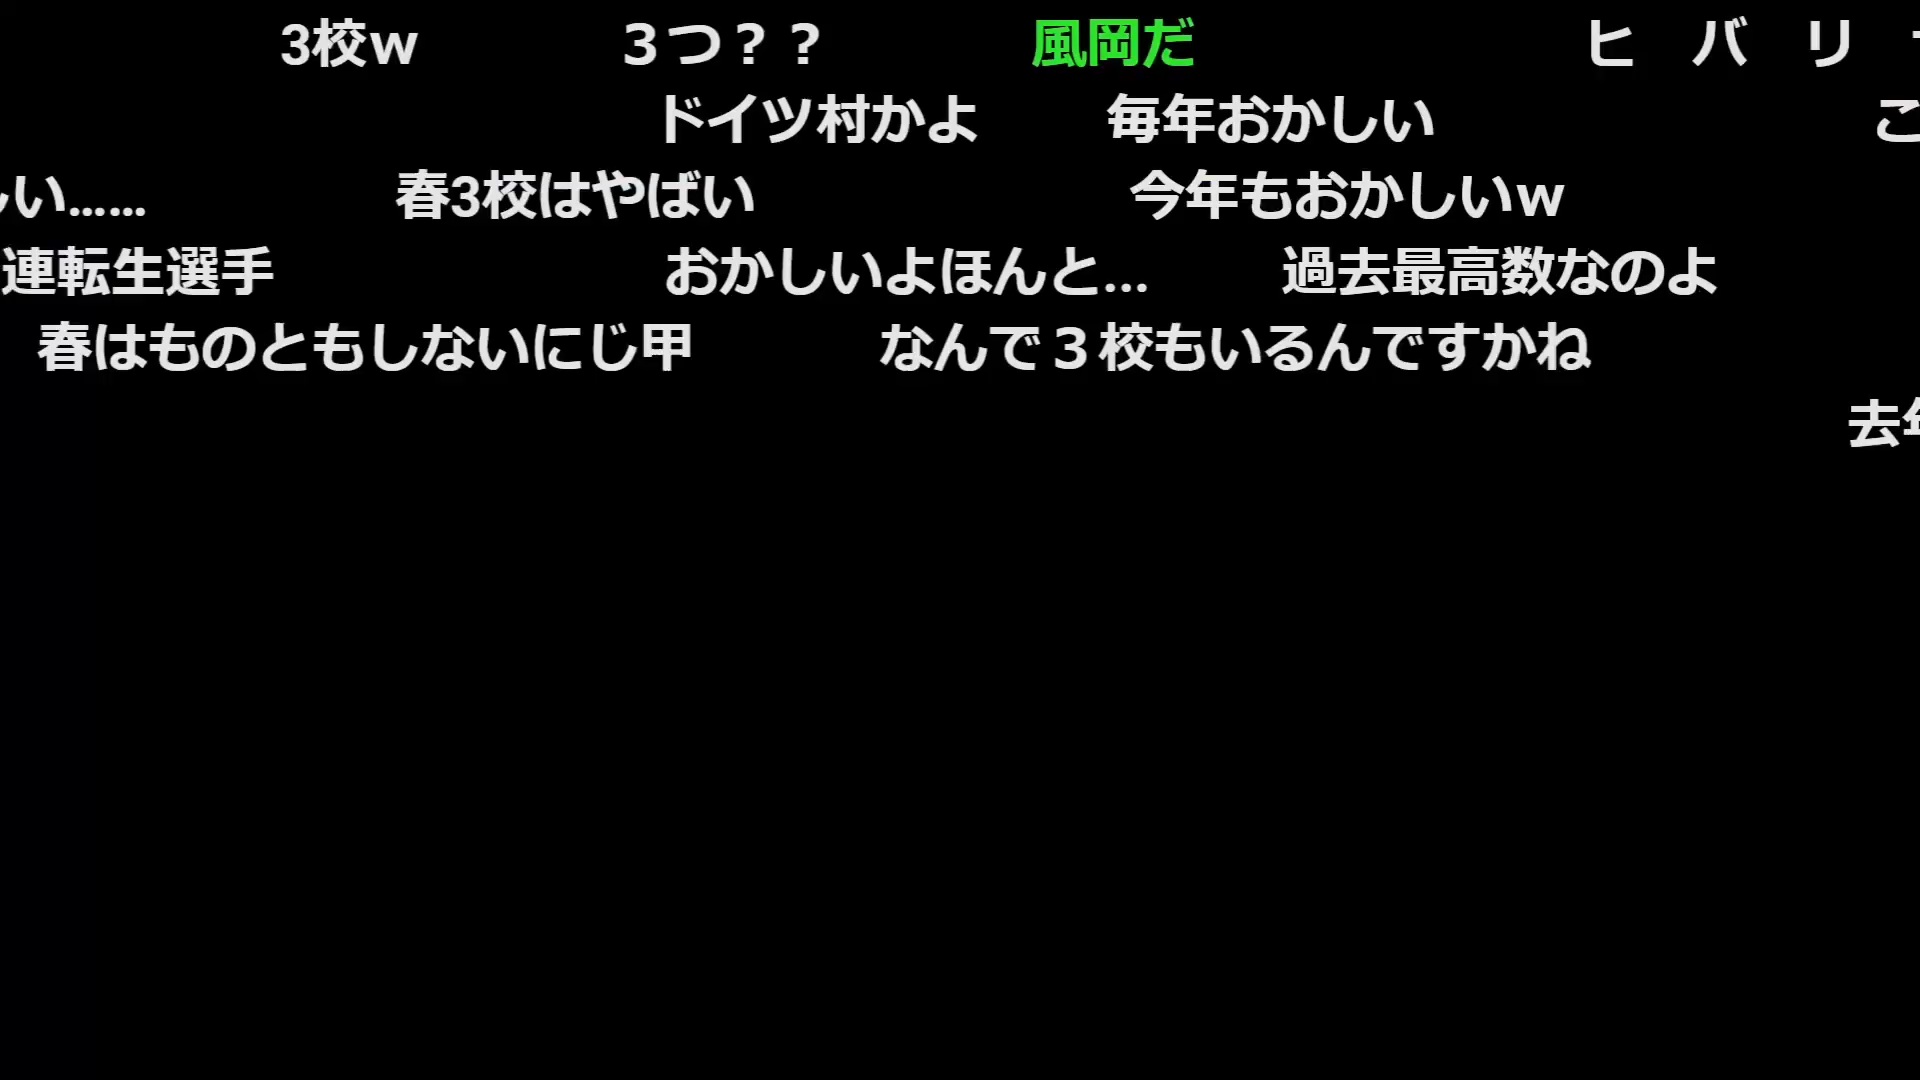 3校w　３つ？？　風岡だ　ヒ　バ　リ
ドイツ村かよ　毎年おかしい　こ
い……　春3校はやばい　今年もおかしいw
連転生選手　おかしいよほんと…　過去最高数なのよ
春はものともしないにじ甲　なんで３校もいるんですかね
去年